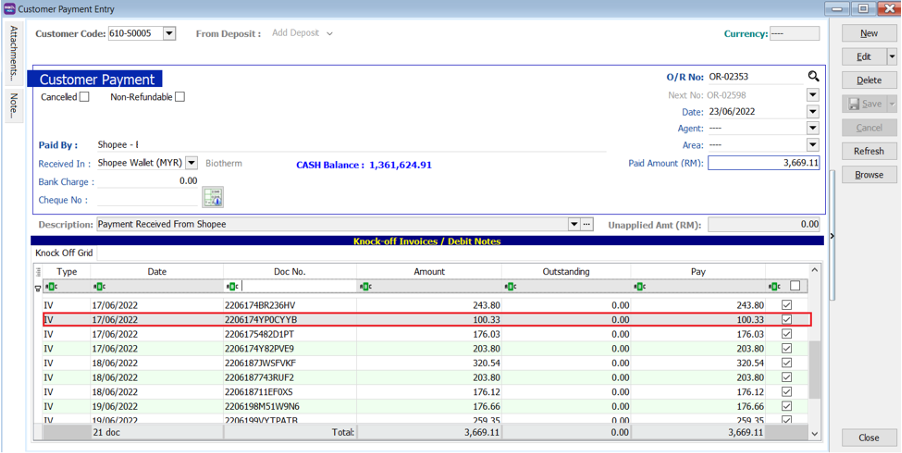 Customer Payment Entry
Attachments...
Note...
Customer Code: 610-S0005 From Deposit : Add Deposit Currency: ----
Customer Payment
Cancelled Non-Refundable
O/R No: OR-02353
Next No: OR-02598
Date: 23/06/2022
Agent: ----
Paid By : Shopee - Area: ----
Received In : Shopee Wallet (MYR) Biotherm CASH Balance : 1,361,624.91 Paid Amount (RM): 3,669.11
Bank Charge : 0.00
Cheque No :
Description: Payment Received From Shopee ... Unapplied Amt (RM): 0.00
Knock-off Invoices / Debit Notes
Knock Off Grid
Type Date Doc No. Amount Outstanding Pay
IV 17/06/2022 2206174BR236HV 243.80 0.00 243.80
IV 17/06/2022 2206174YP0CYYB 100.33 0.00 100.33
IV 17/06/2022 2206175482D1PT 176.03 0.00 176.03
IV 17/06/2022 2206174Y82PVE9 203.80 0.00 203.80
IV 18/06/2022 2206187JWSFVKF 320.54 0.00 320.54
IV 18/06/2022 2206187743RUF2 203.80 0.00 203.80
IV 18/06/2022 220618711EF0XS 176.12 0.00 176.12
IV 19/06/2022 2206198M51W9N6 176.66 0.00 176.66
IV 19/06/2022 2206199VYTPATB 259.35 0.00 259.35
21 doc Total: 3,669.11 0.00 3,669.11
New
Edit
Delete
Save
Cancel
Refresh
Browse
Close